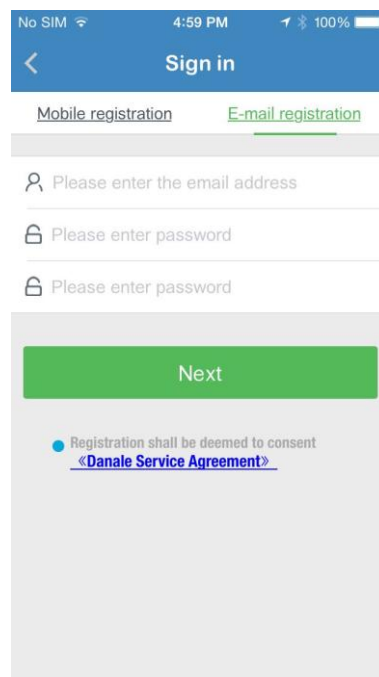 No SIM 4:59 PM 100%
Sign in
Mobile registration E-mail registration
Please enter the email address
Please enter password
Please enter password
Next
Registration shall be deemed to consent
《Danale Service Agreement》